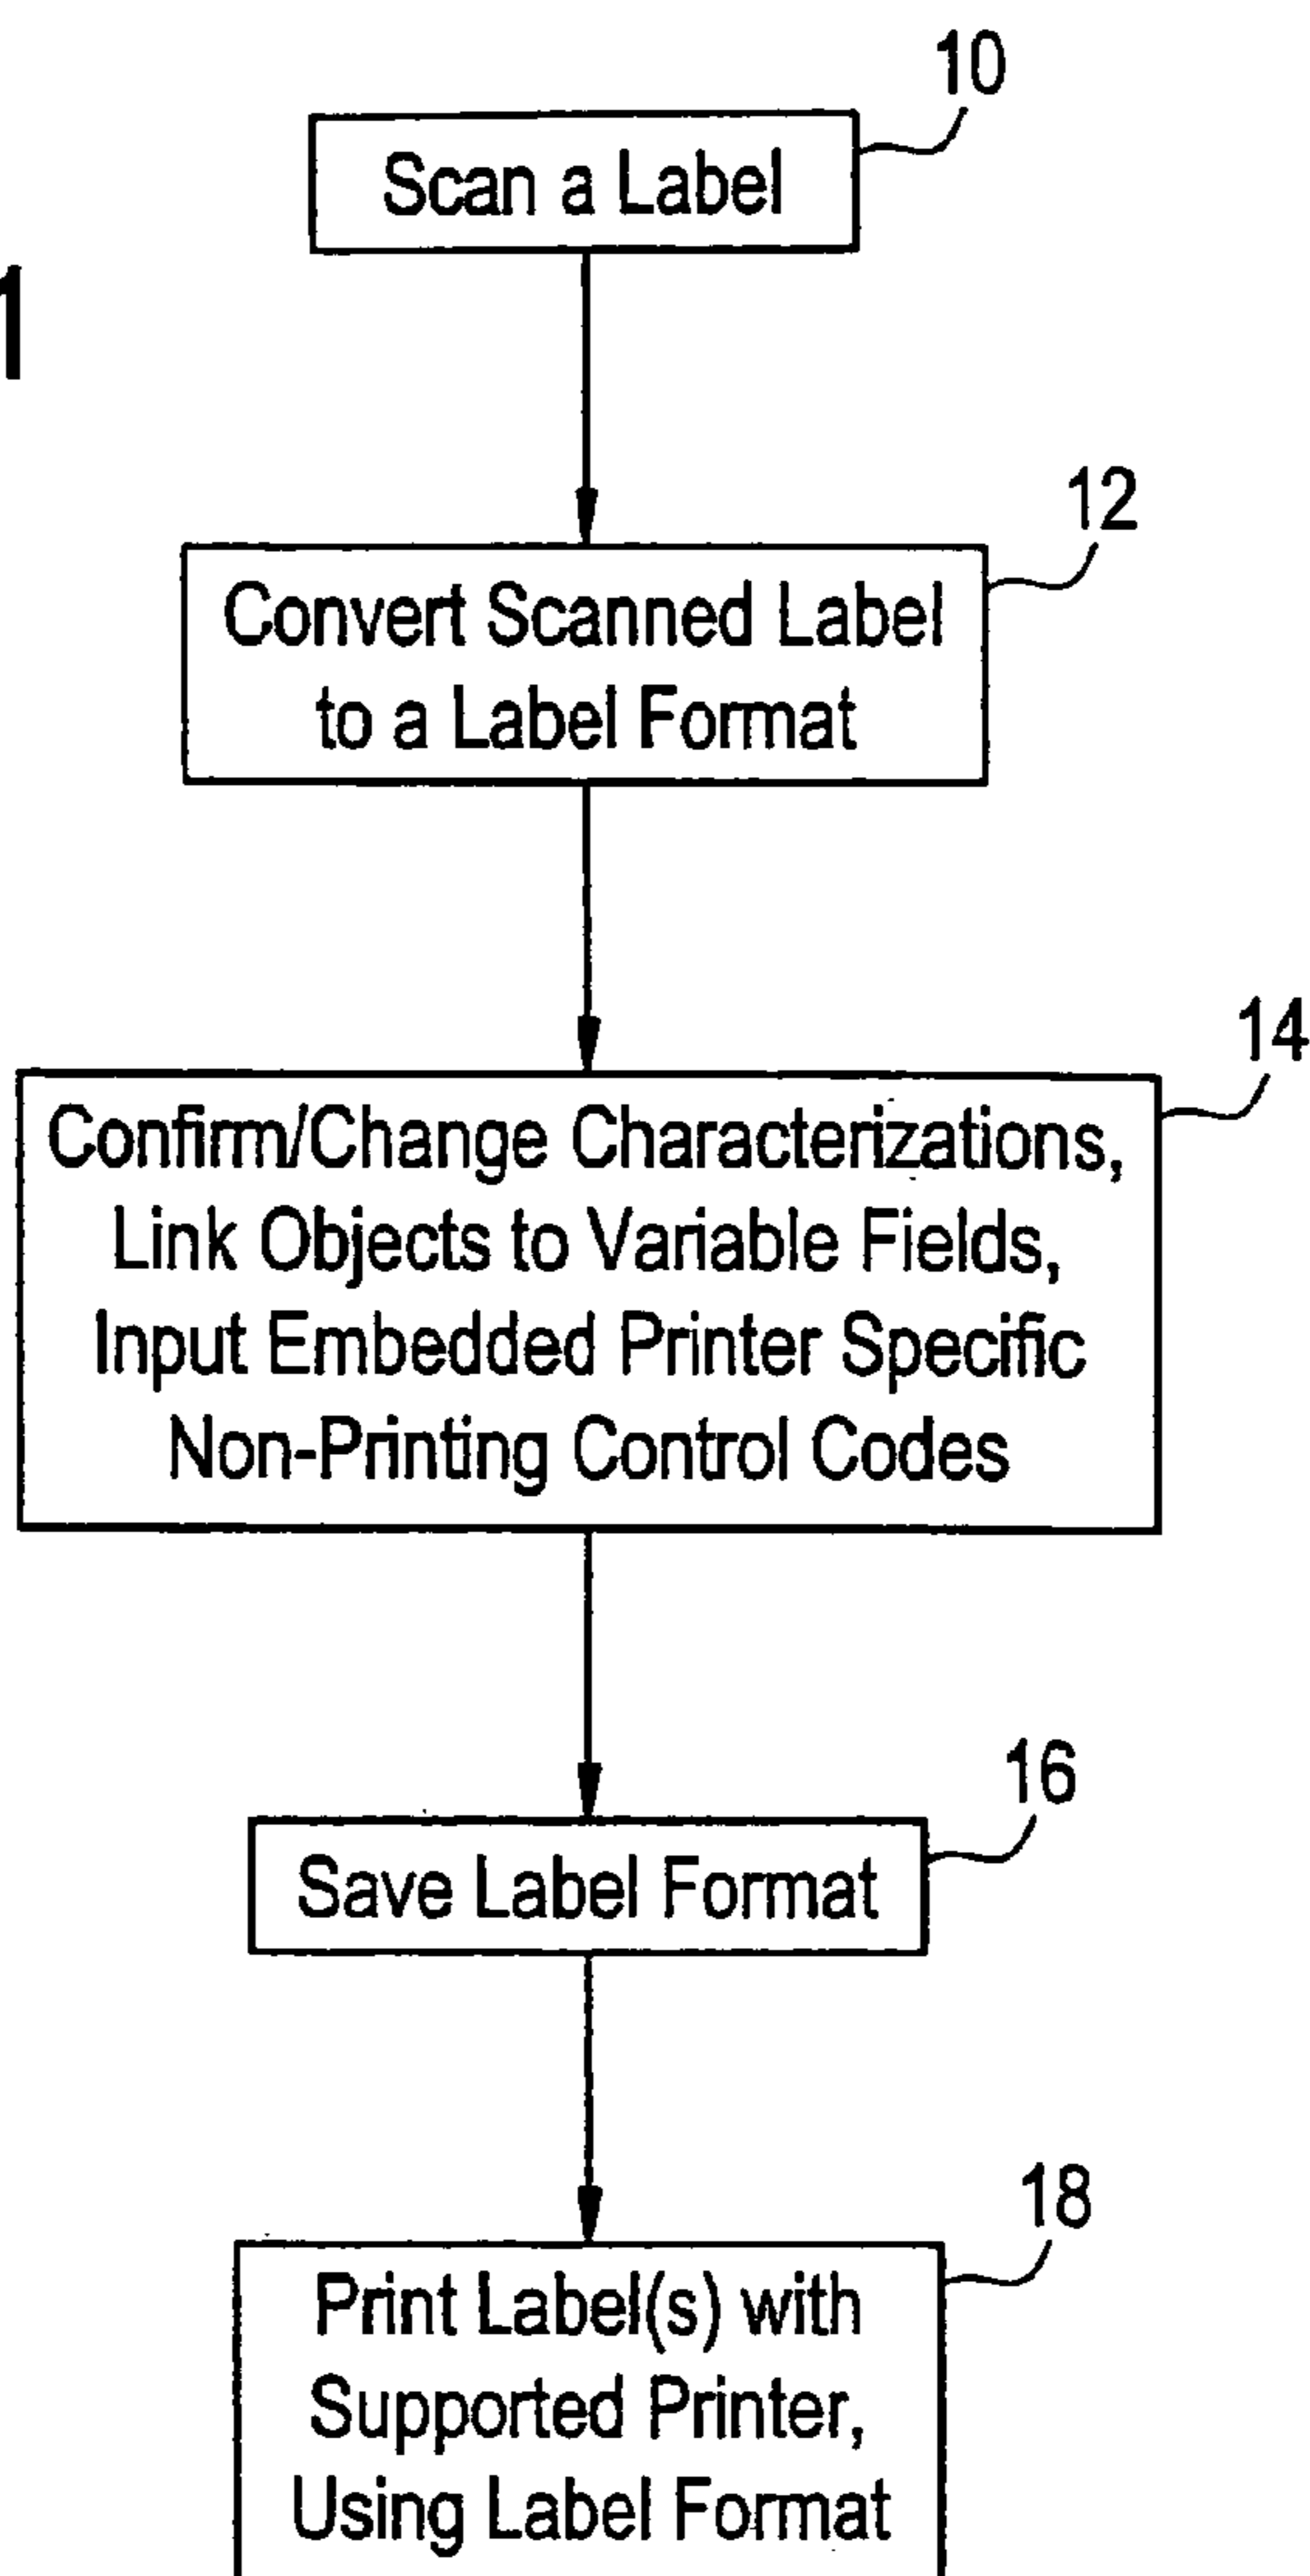 10
Scan a Label
1
12
Convert Scanned Label
to a Label Format
14
Confirm/Change Characterizations,
Link Objects to Variable Fields,
Input Embedded Printer Specific
Non-Printing Control Codes
16
Save Label Format
18
Print Label(s) with
Supported Printer,
Using Label Format